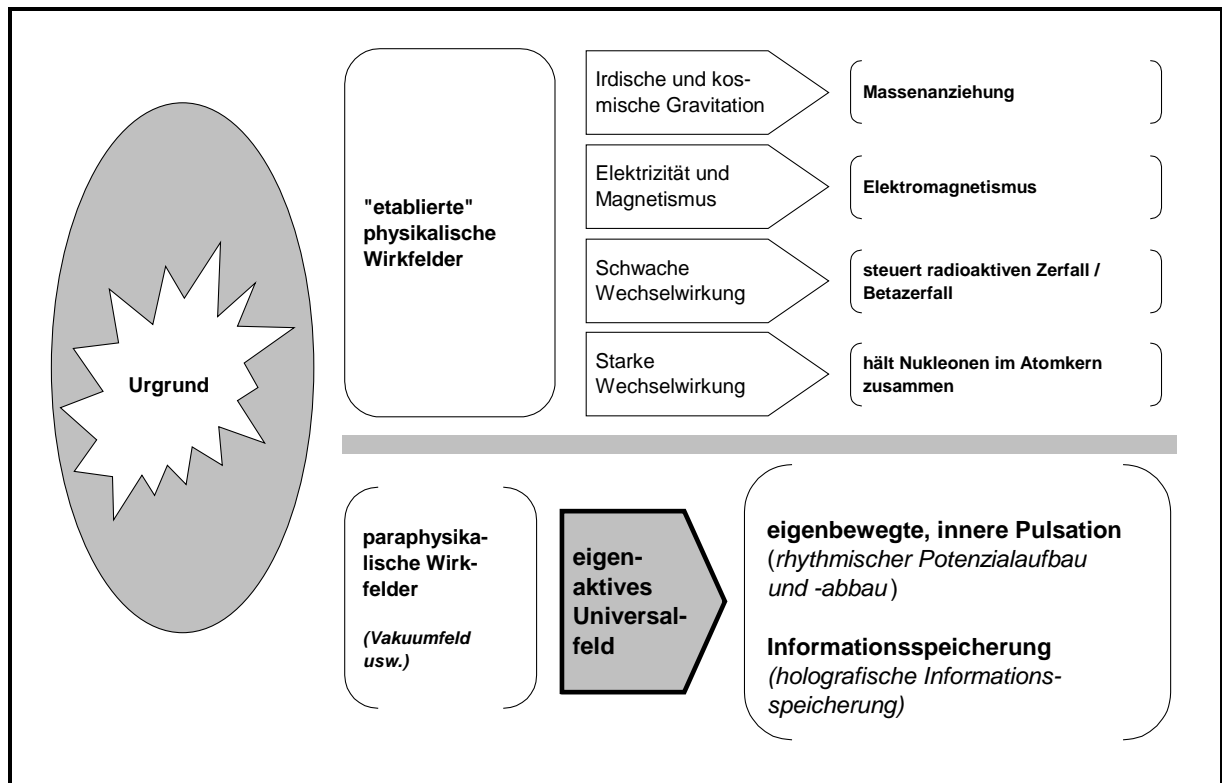 Urgrund
"etablierte"
physikalische
Wirkfelder
Irdische und kos-
mische Gravitation
Massenanziehung
Elektrizität und
Magnetismus
Elektromagnetismus
Schwache
Wechselwirkung
steuert radioaktiven Zerfall /
Betazerfall
Starke
Wechselwirkung
hält Nukleonen im Atomkern
zusammen
paraphysika-
lische Wirk-
felder
(Vakuumfeld
usw.)
eigen-
aktives
Universal-
feld
eigenbewegte, innere Pulsation
(rhythmischer Potenzialaufbau
und -abbau)
Informationsspeicherung
(holografische Informations-
speicherung)